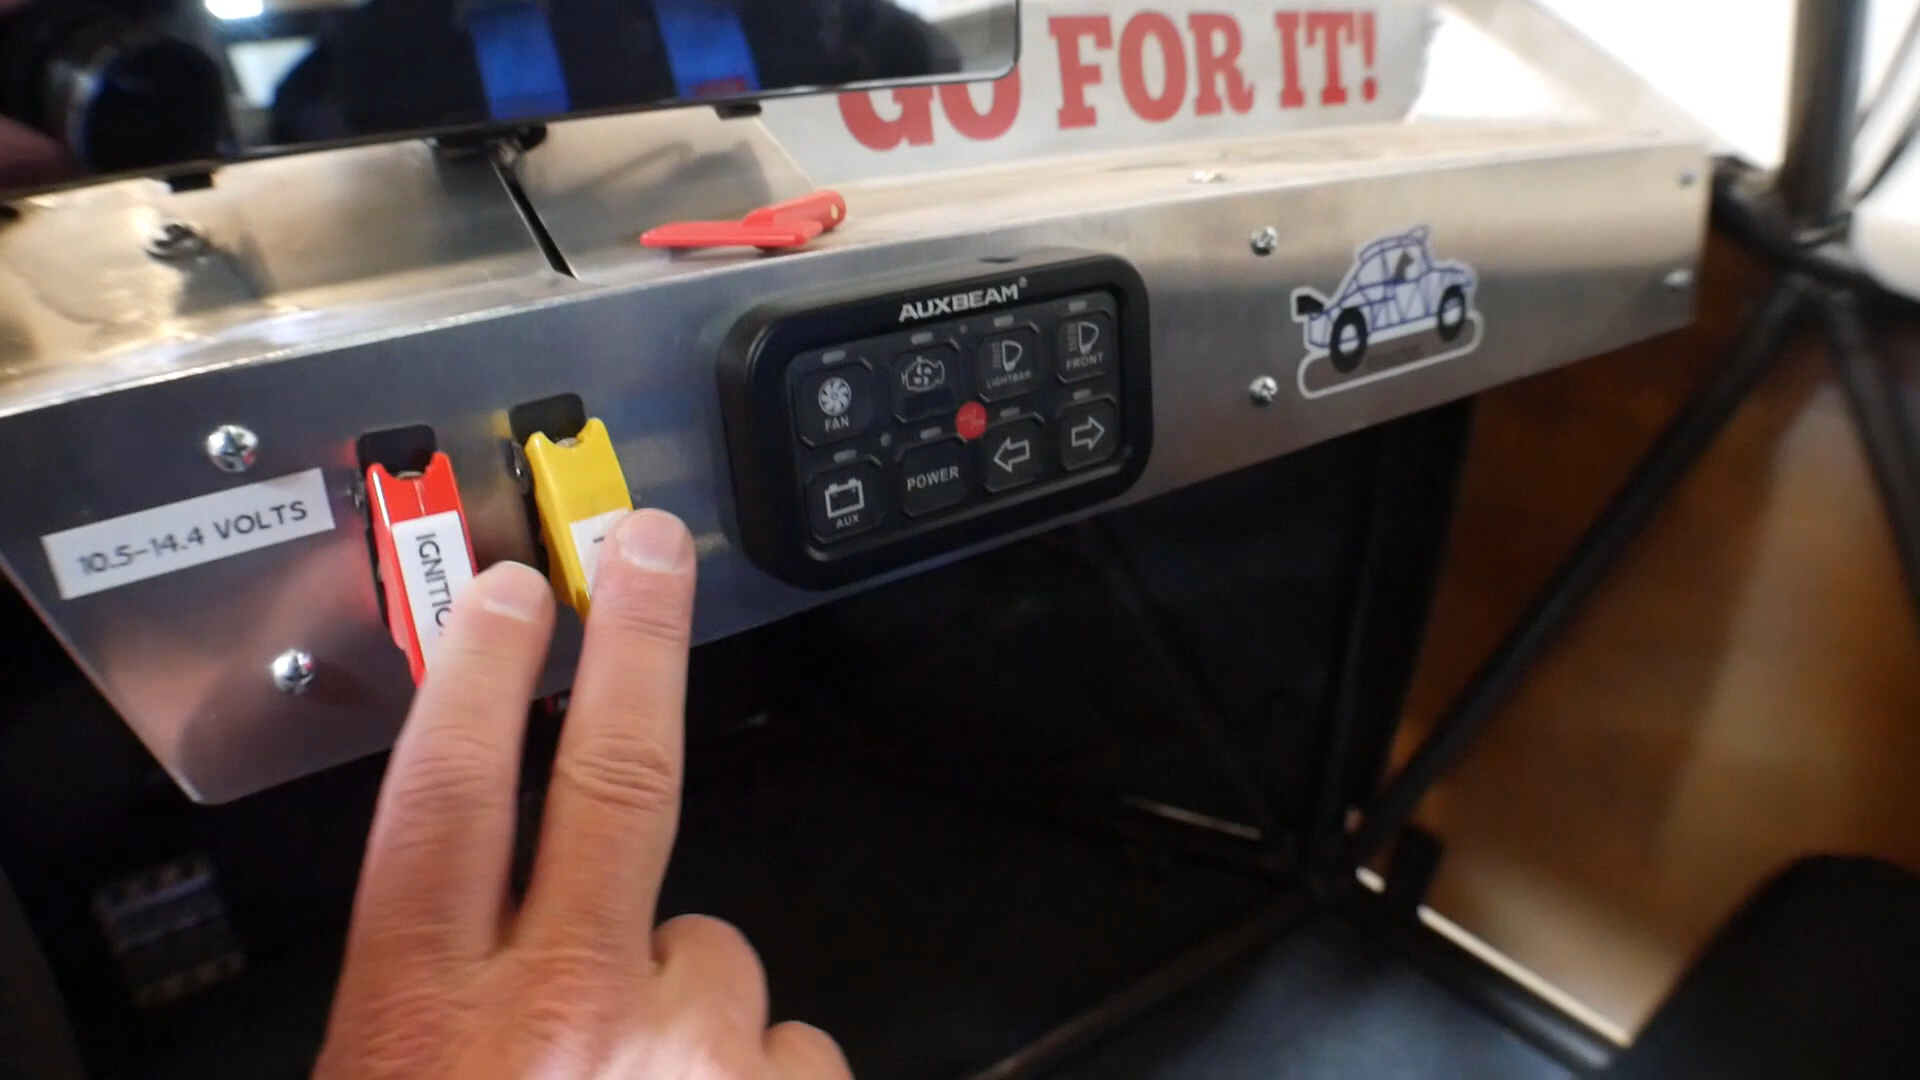 GO FOR IT!
AUXBEAM®
FAN
LIGHTBAR
FRONT
AUX
POWER
10.5-14.4 VOLTS
IGNITIO